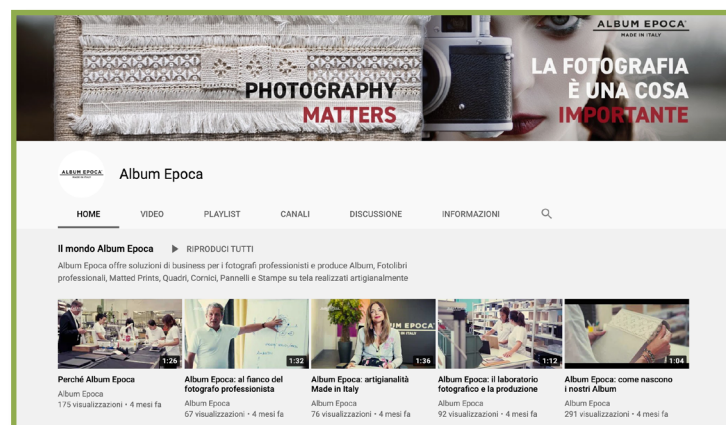 ALBUM EPOCA
MADE IN ITALY
PHOTOGRAPHY
MATTERS
LA FOTOGRAFIA
È UNA COSA
IMPORTANTE
ALBUM EPOCA
MADE IN ITALY
Album Epoca
HOME VIDEO PLAYLIST CANALI DISCUSSIONE INFORMAZIONI
Il mondo Album Epoca RIPRODUCI TUTTI
Album Epoca offre soluzioni di business per i fotografi professionisti e produce Album, Fotolibri
professionali, Matted Prints, Quadri, Cornici, Pannelli e Stampe su tela realizzati artigianalmente
1:26
1:32
UM EPOCA
1:36
1:12
1:04
Perché Album Epoca
Album Epoca
175 visualizzazioni • 4 mesi fa
Album Epoca: al fianco del
fotografo professionista
Album Epoca
67 visualizzazioni • 4 mesi fa
Album Epoca: artigianalità
Made in Italy
Album Epoca
76 visualizzazioni • 4 mesi fa
Album Epoca: il laboratorio
fotografico e la produzione
Album Epoca
92 visualizzazioni • 4 mesi fa
Album Epoca: come nascono
i nostri Album
Album Epoca
291 visualizzazioni • 4 mesi fa